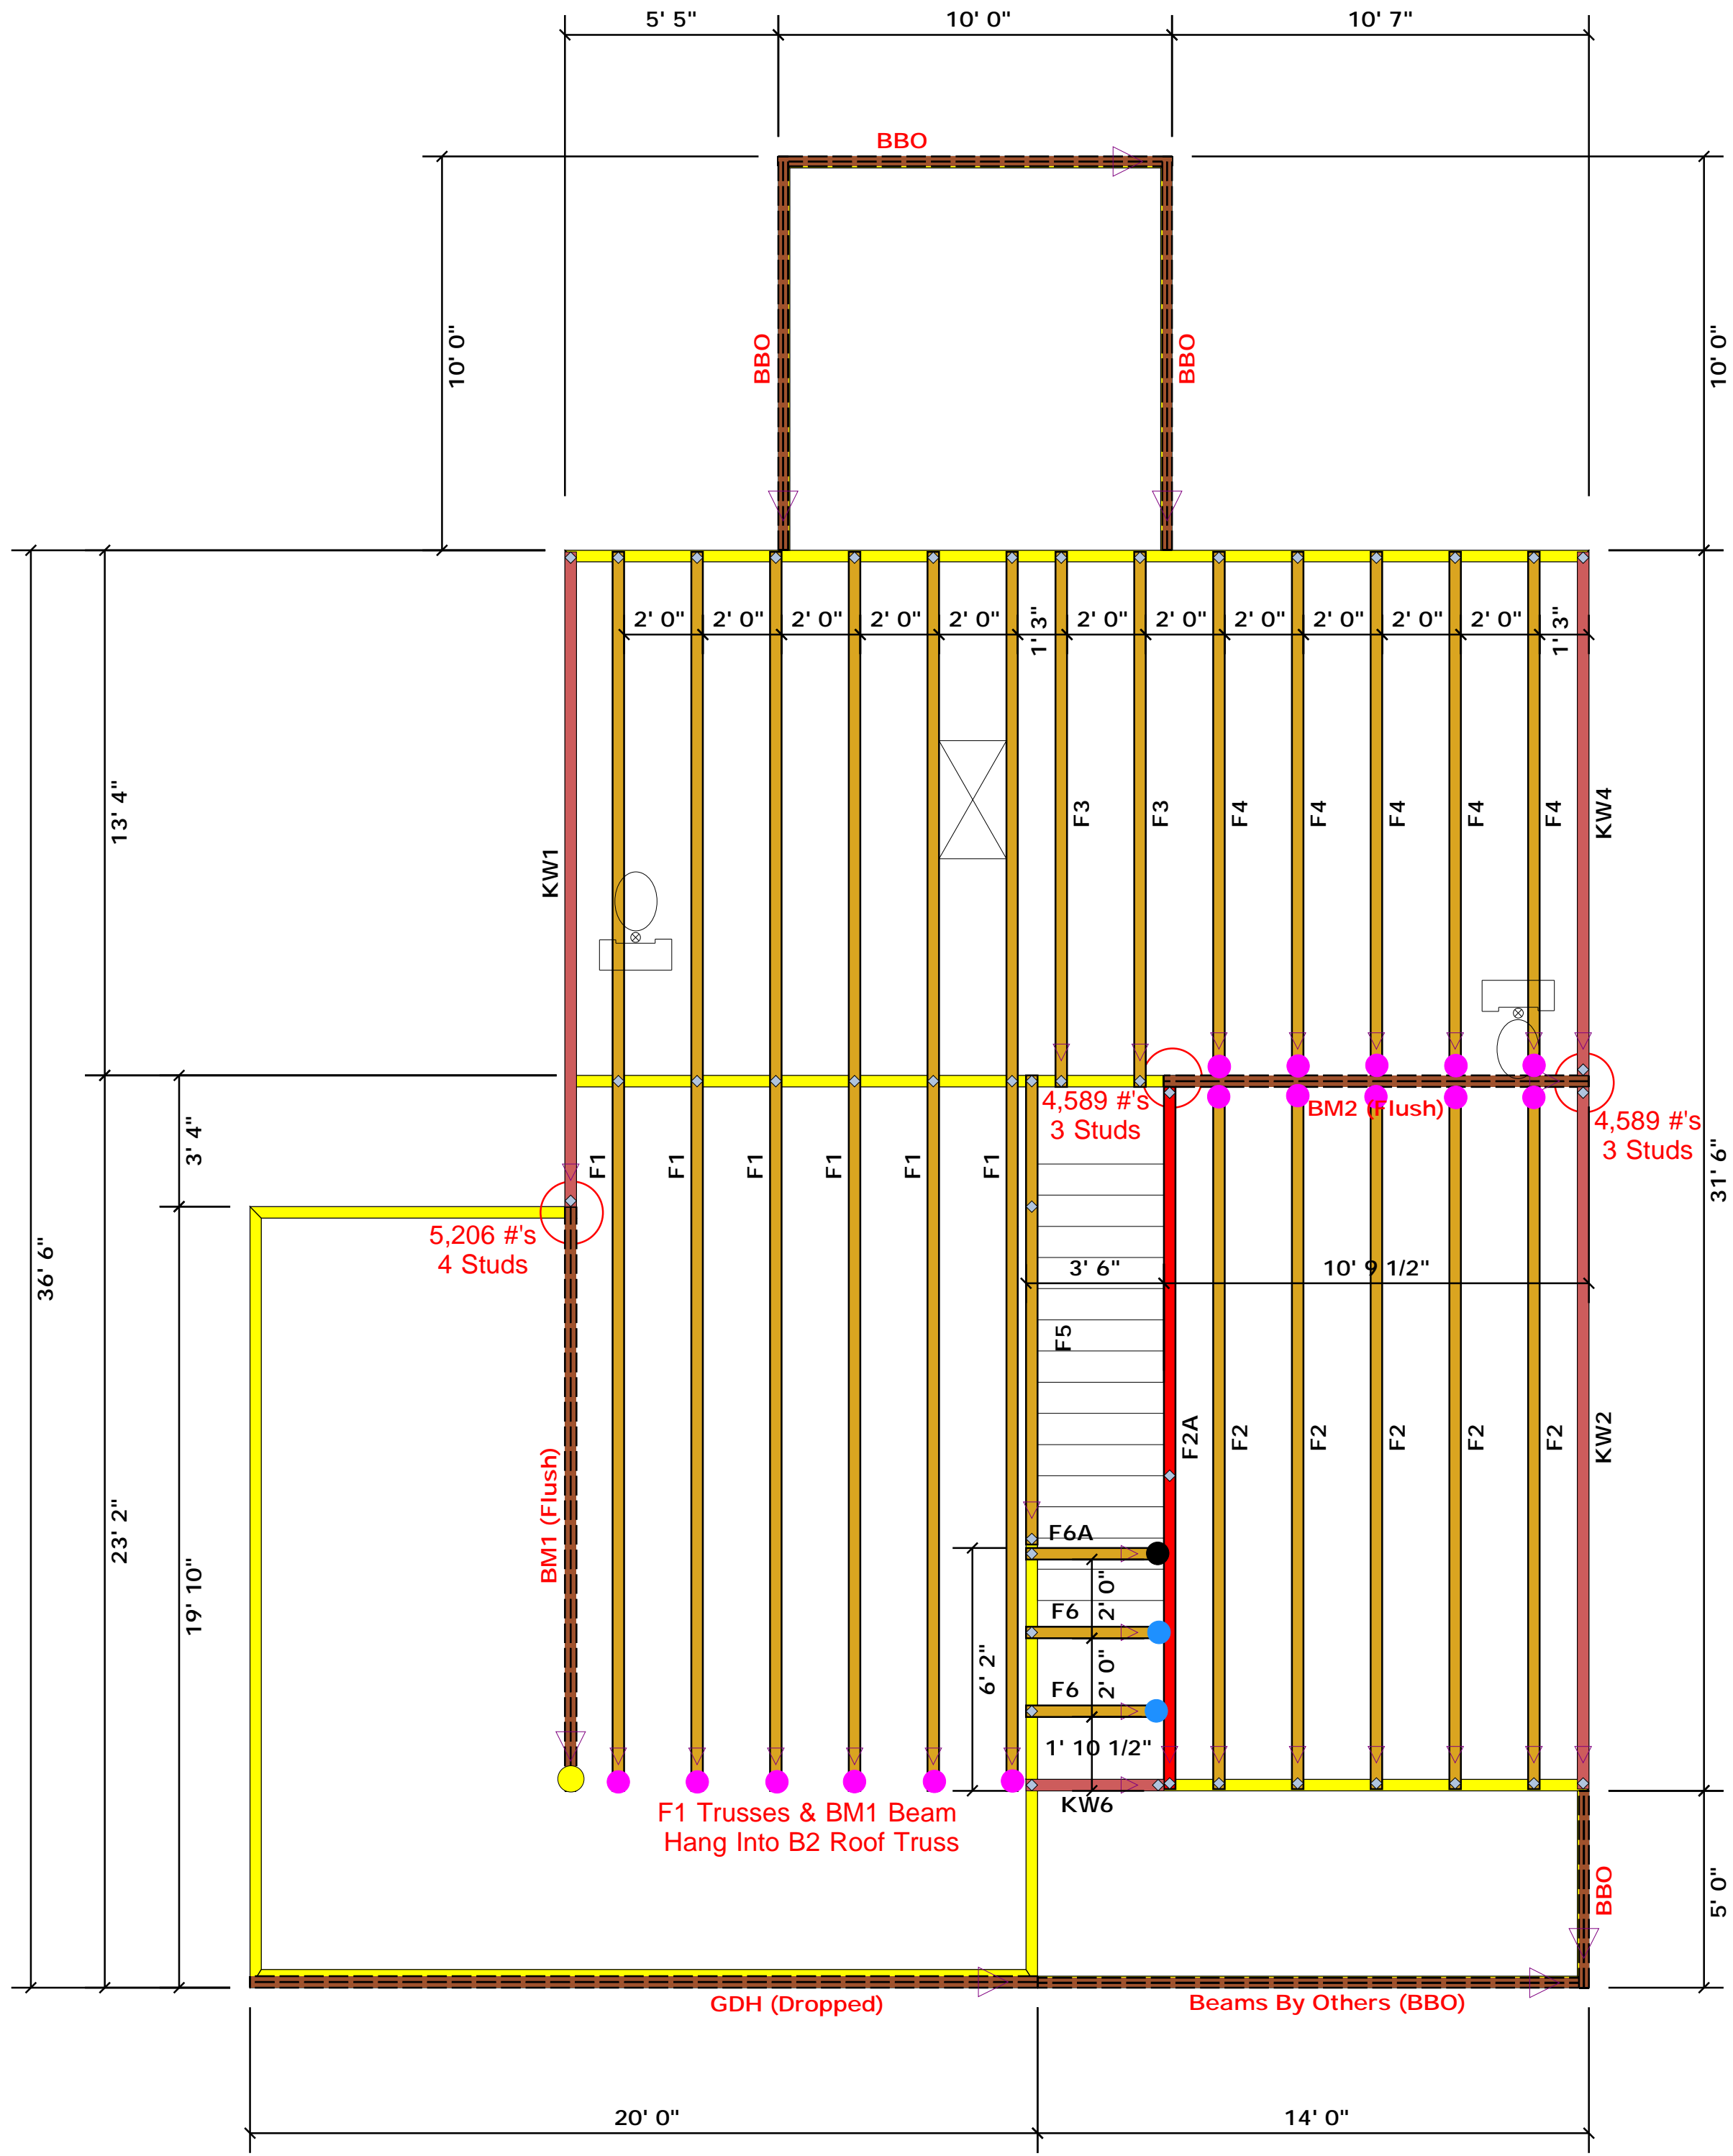 5' 5"
10' 0"
10' 7"
BBO
10' 0"
BBO
BBO
10' 0"
2' 0"
2' 0"
2' 0"
2' 0"
2' 0"
1' 3"
2' 0"
2' 0"
2' 0"
2' 0"
2' 0"
2' 0"
1' 3"
13' 4"
KW1
F3
F3
F4
F4
F4
F4
F4
KW4
4,589 #'s
3 Studs
BM2 (Flush)
4,589 #'s
3 Studs
3' 4"
F1
F1
F1
F1
F1
F1
31' 6"
5,206 #'s
4 Studs
36' 6"
3' 6"
10' 9 1/2"
F5
F2A
F2
F2
F2
F2
F2
KW2
BM1 (Flush)
23' 2"
19' 10"
F6A
2' 0"
F6
6' 2"
2' 0"
F6
1' 10 1/2"
KW6
F1 Trusses & BM1 Beam
Hang Into B2 Roof Truss
BBO
5' 0"
GDH (Dropped)
Beams By Others (BBO)
20' 0"
14' 0"